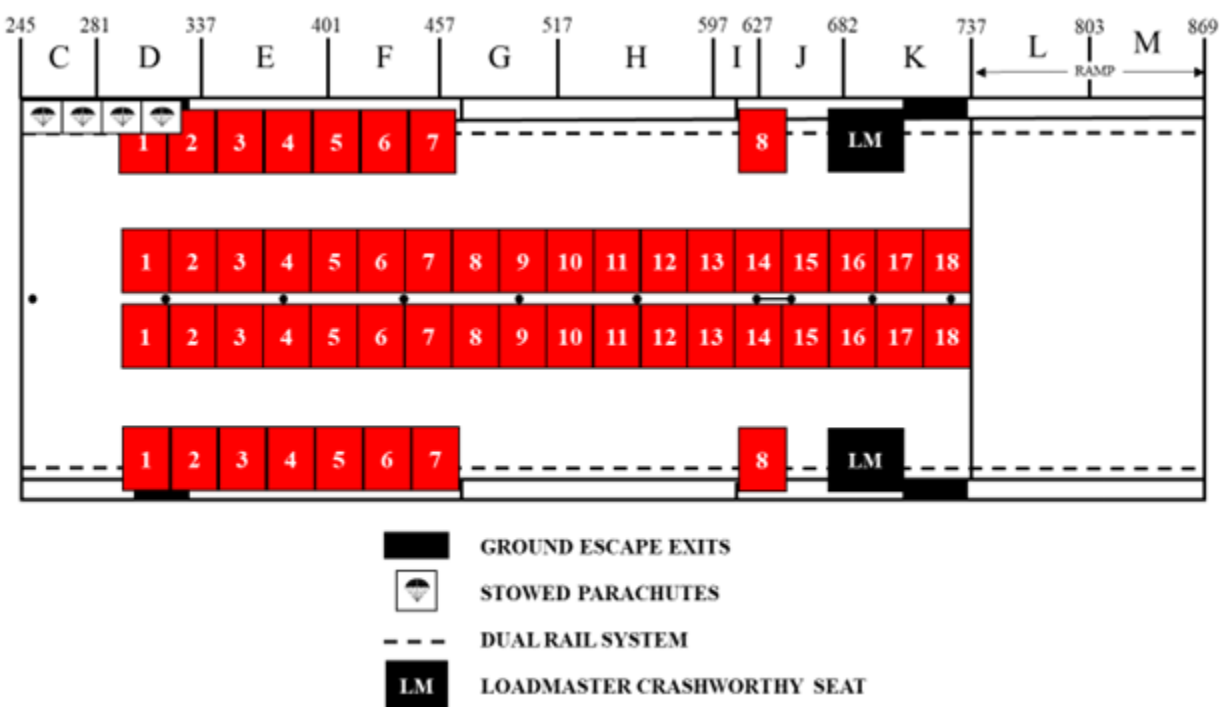 245 281 337 401 457 517 597 627 682 737 803 869
C D E F G H I J K L M
RAMP
1 2 3 4 5 6 7 8 LM
1 2 3 4 5 6 7 8 9 10 11 12 13 14 15 16 17 18
1 2 3 4 5 6 7 8 9 10 11 12 13 14 15 16 17 18
1 2 3 4 5 6 7 8 LM
GROUND ESCAPE EXITS
STOWED PARACHUTES
DUAL RAIL SYSTEM
LM LOADMASTER CRASHWORTHY SEAT